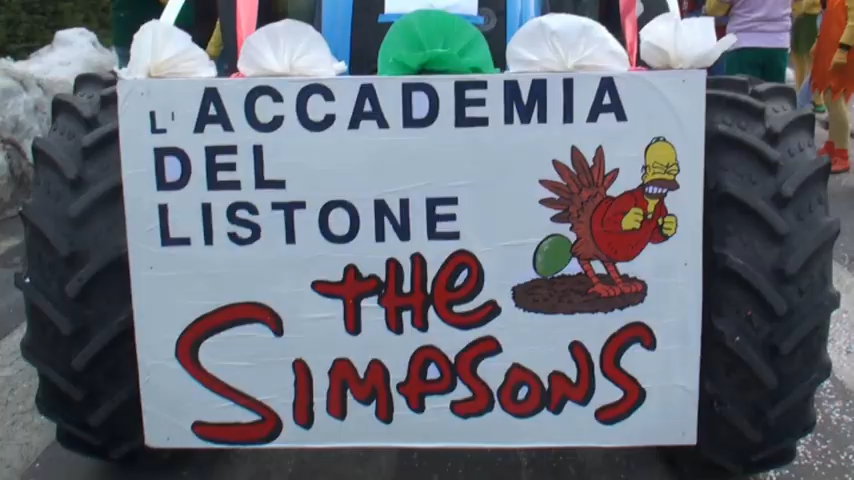 L'ACCADEMIA
DEL
LISTONE
THE
SIMPSONS